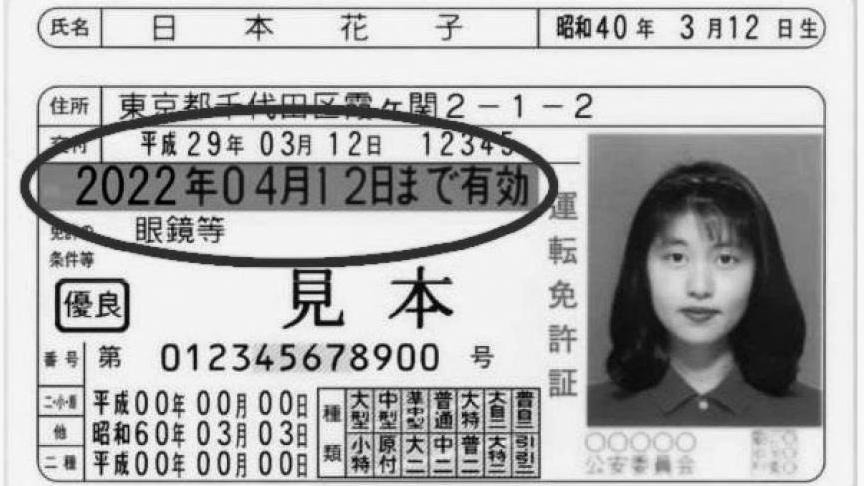 氏名 日本花子 昭和40年 3月12日生
住所 東京都千代田区霞ヶ関2-1-2
交付 平成29年03月12日 12345
2022年04月12日まで有効
免許の
条件等
眼鏡等
優良
見本
番号 第 012345678900 号
二・小・原 平成00年00月00日
他 昭和60年03月03日
二種 平成00年00月00日
種類
大型 中型 準中型 普通 大特 大自二 普自二
小特 原付 大二 中二 普二 大特二 引引二
運転免許証
○○○○○
公安委員会